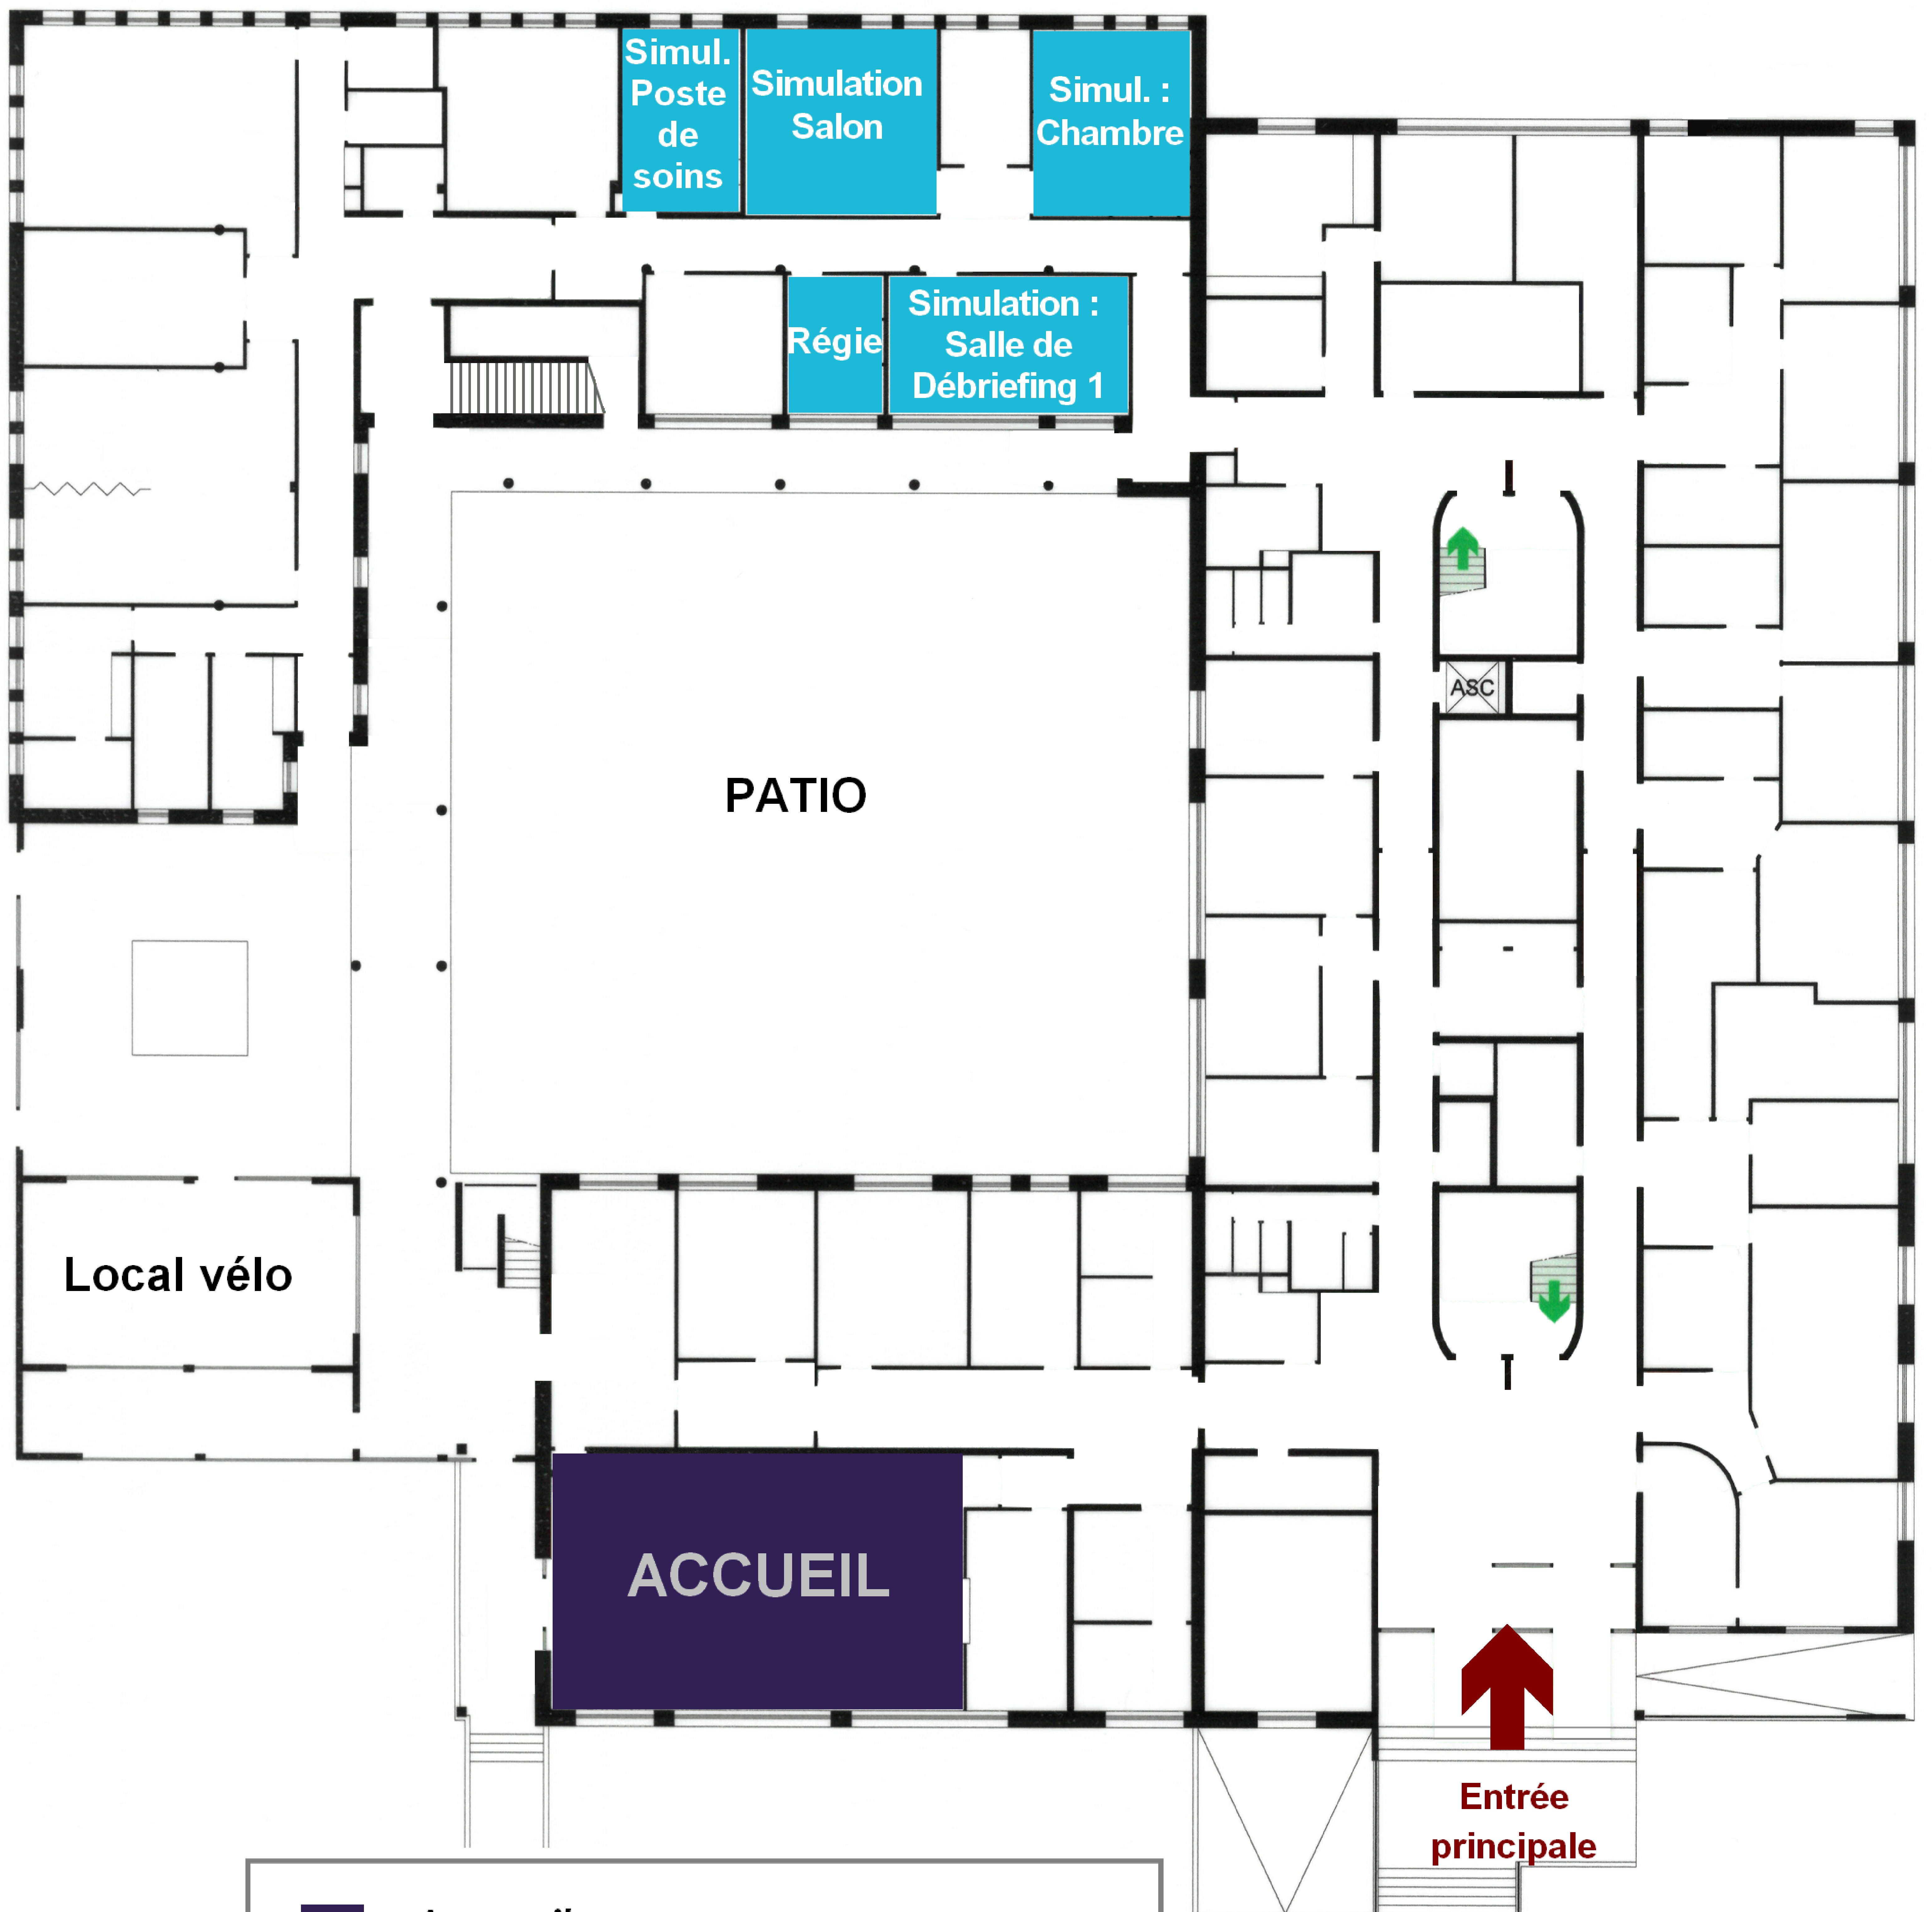 Simul.
Poste
de
soins
Simulation
Salon
Simul. :
Chambre
Régie
Simulation :
Salle de
Débriefing 1
ASC
PATIO
Local vélo
ACCUEIL
Entrée
principale